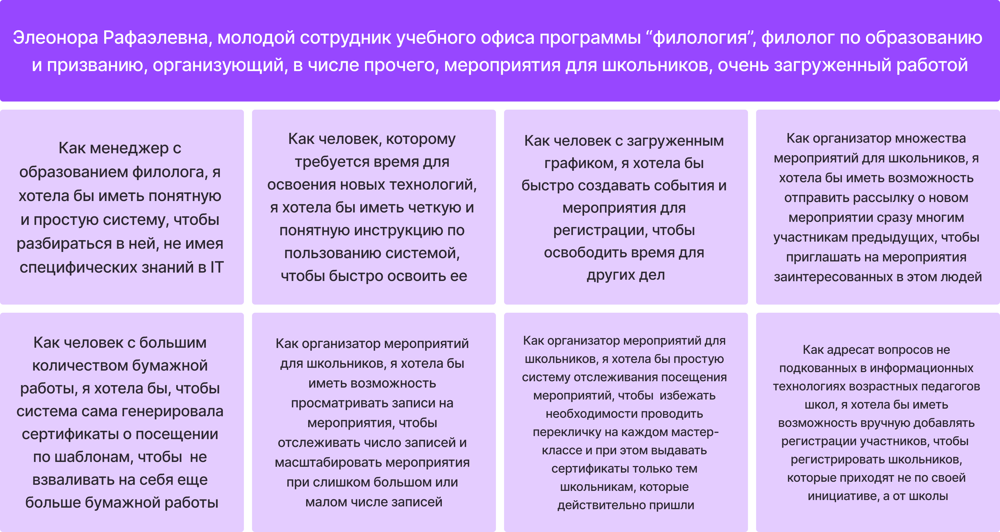 Элеонора Рафаэлевна, молодой сотрудник учебного офиса программы “филология”, филолог по образованию
и призванию, организующий, в числе прочего, мероприятия для школьников, очень загруженный работой
Как менеджер с
образованием филолога, я
хотела бы иметь понятную
и простую систему, чтобы
разбираться в ней, не имея
специфических знаний в IT
Как человек, которому
требуется время для
освоения новых технологий,
я хотела бы иметь четкую и
понятную инструкцию по
пользованию системой,
чтобы быстро освоить ее
Как человек с загруженным
графиком, я хотела бы
быстро создавать события и
мероприятия для
регистрации, чтобы
освободить время для
других дел
Как организатор множества
мероприятий для школьников, я
хотела бы иметь возможность
отправить рассылку о новом
мероприятии сразу многим
участникам предыдущих, чтобы
приглашать на мероприятия
заинтересованных в этом людей
Как человек с большим
количеством бумажной
работы, я хотела бы, чтобы
система сама генерировала
сертификаты о посещении
по шаблонам, чтобы  не
взваливать на себя еще
больше бумажной работы
Как организатор мероприятий
для школьников, я хотела бы
иметь возможность
просматривать записи на
мероприятия, чтобы
отслеживать число записей и
масштабировать мероприятия
при слишком большом или
малом числе записей
Как организатор мероприятий для
школьников, я хотела бы простую
систему отслеживания посещения
мероприятий, чтобы  избежать
необходимости проводить
перекличку на каждом мастер-
классе и при этом выдавать
сертификаты только тем
школьникам, которые
действительно пришли
Как адресат вопросов не
подкованных в информационных
технологиях возрастных педагогов
школ, я хотела бы иметь
возможность вручную добавлять
регистрации участников, чтобы
регистрировать школьников,
которые приходят не по своей
инициативе, а от школы